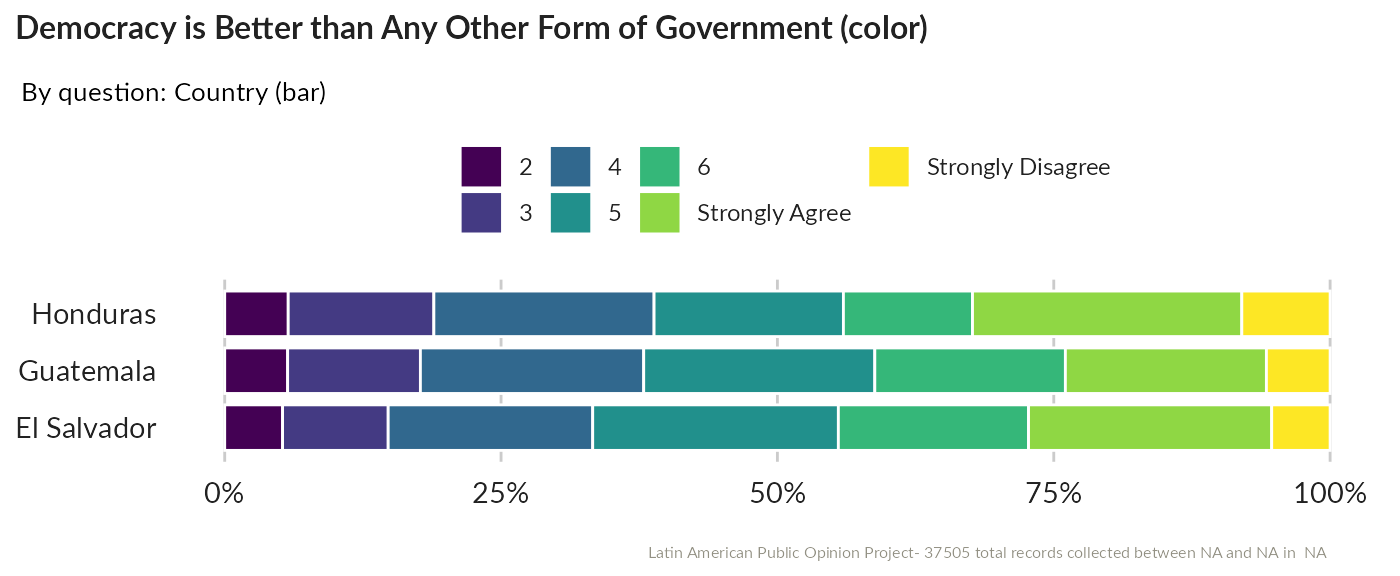 Democracy is Better than Any Other Form of Government (color)
By question: Country (bar)
2 4 6 Strongly Disagree
3 5 Strongly Agree
Honduras
Guatemala
El Salvador
0% 25% 50% 75% 100%
Latin American Public Opinion Project- 37505 total records collected between NA and NA in NA